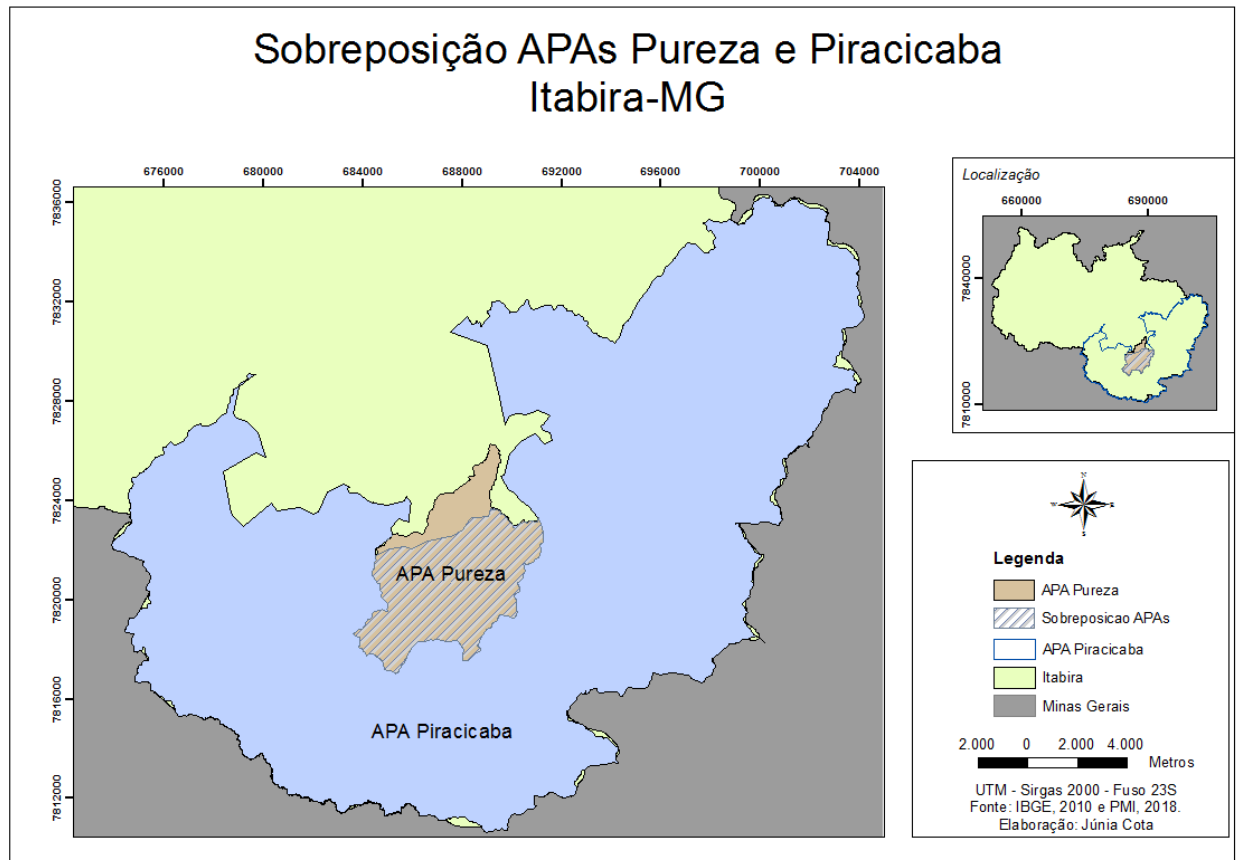 Sobreposição APAs Pureza e Piracicaba
Itabira-MG
676000 680000 684000 688000 692000 696000 700000 704000
7836000
7832000
7828000
7824000
7820000
7816000
7812000
APA Pureza
APA Piracicaba
Localização
660000 690000
7840000
7810000
N
W E
S
Legenda
APA Pureza
Sobreposicao APAs
APA Piracicaba
Itabira
Minas Gerais
2.000 0 2.000 4.000
Metros
UTM - Sirgas 2000 - Fuso 23S
Fonte: IBGE, 2010 e PMI, 2018.
Elaboração: Júnia Cota